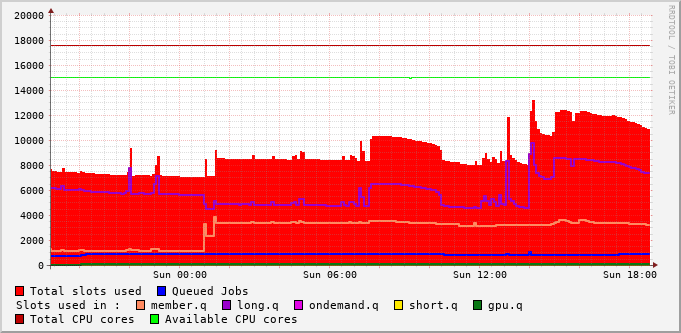 20000
18000
16000
14000
12000
10000
8000
6000
4000
2000
0
Sun 00:00 Sun 06:00 Sun 12:00 Sun 18:00
Total slots used Queued Jobs
Slots used in : member.q long.q ondemand.q short.q gpu.q
Total CPU cores Available CPU cores
RRDTOOL / TOBI OETIKER